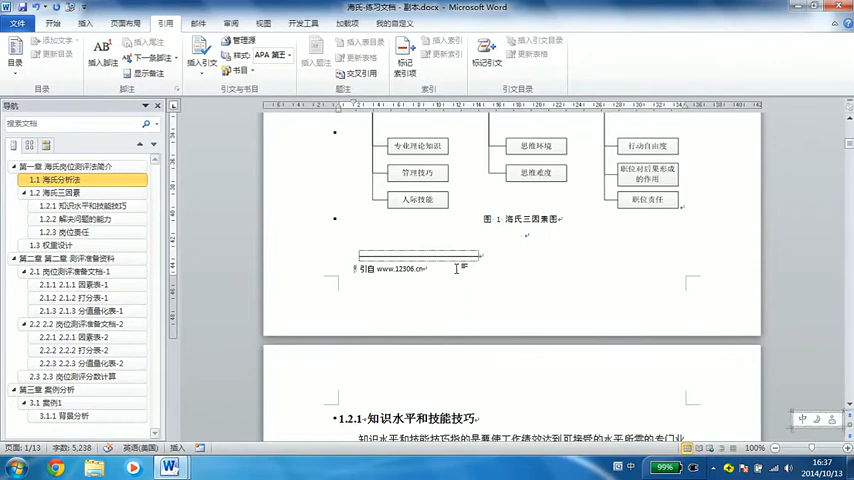 海氏-练习文档 - 副本.docx - Microsoft Word
文件 开始 插入 页面布局 引用 邮件 审阅 视图 开发工具 加载项 我的自定义
目录
添加文字
更新目录
目录
AB
插入脚注
插入尾注
下一条脚注
显示备注
脚注
插入引文
管理源
样式: APA 第五
书目
引文与书目
插入题注
插入表目录
更新表格
交叉引用
题注
标记
索引项
插入索引
更新索引
索引
标记引文
插入引文目录
更新表格
引文目录
导航
搜索文档
第一章 海氏岗位测评法简介
1.1 海氏分析法
1.2 海氏三因素
1.2.1 知识水平和技能技巧
1.2.2 解决问题的能力
1.2.3 岗位责任
1.3 权重设计
第二章 第二章 测评准备资料
2.1 岗位测评准备文档-1
2.1.1 2.1.1 因素表-1
2.1.2 2.1.2 打分表-1
2.1.3 2.1.3 分值量化表-1
2.2 2.2 岗位测评准备文档-2
2.2.1 2.2.1 因素表-2
2.2.2 2.2.2 打分表-2
2.2.3 2.2.3 分值量化表-2
2.3 2.3 岗位测评分数计算
第三章 案例分析
3.1 案例1
3.1.1 背景分析
专业理论知识 思维环境 行动自由度
管理技巧 思维难度 职位对后果形成
的作用
人际技能 职位责任
图 1 海氏三因素图
引自 www.12306.cn
1.2.1 知识水平和技能技巧
知识水平和技能技巧指的是要使工作绩效达到可接受的水平所需的专门业
中
页面: 1/13 字数: 5,238 英语(美国) 插入 100%
中 99% 16:37
2014/10/13